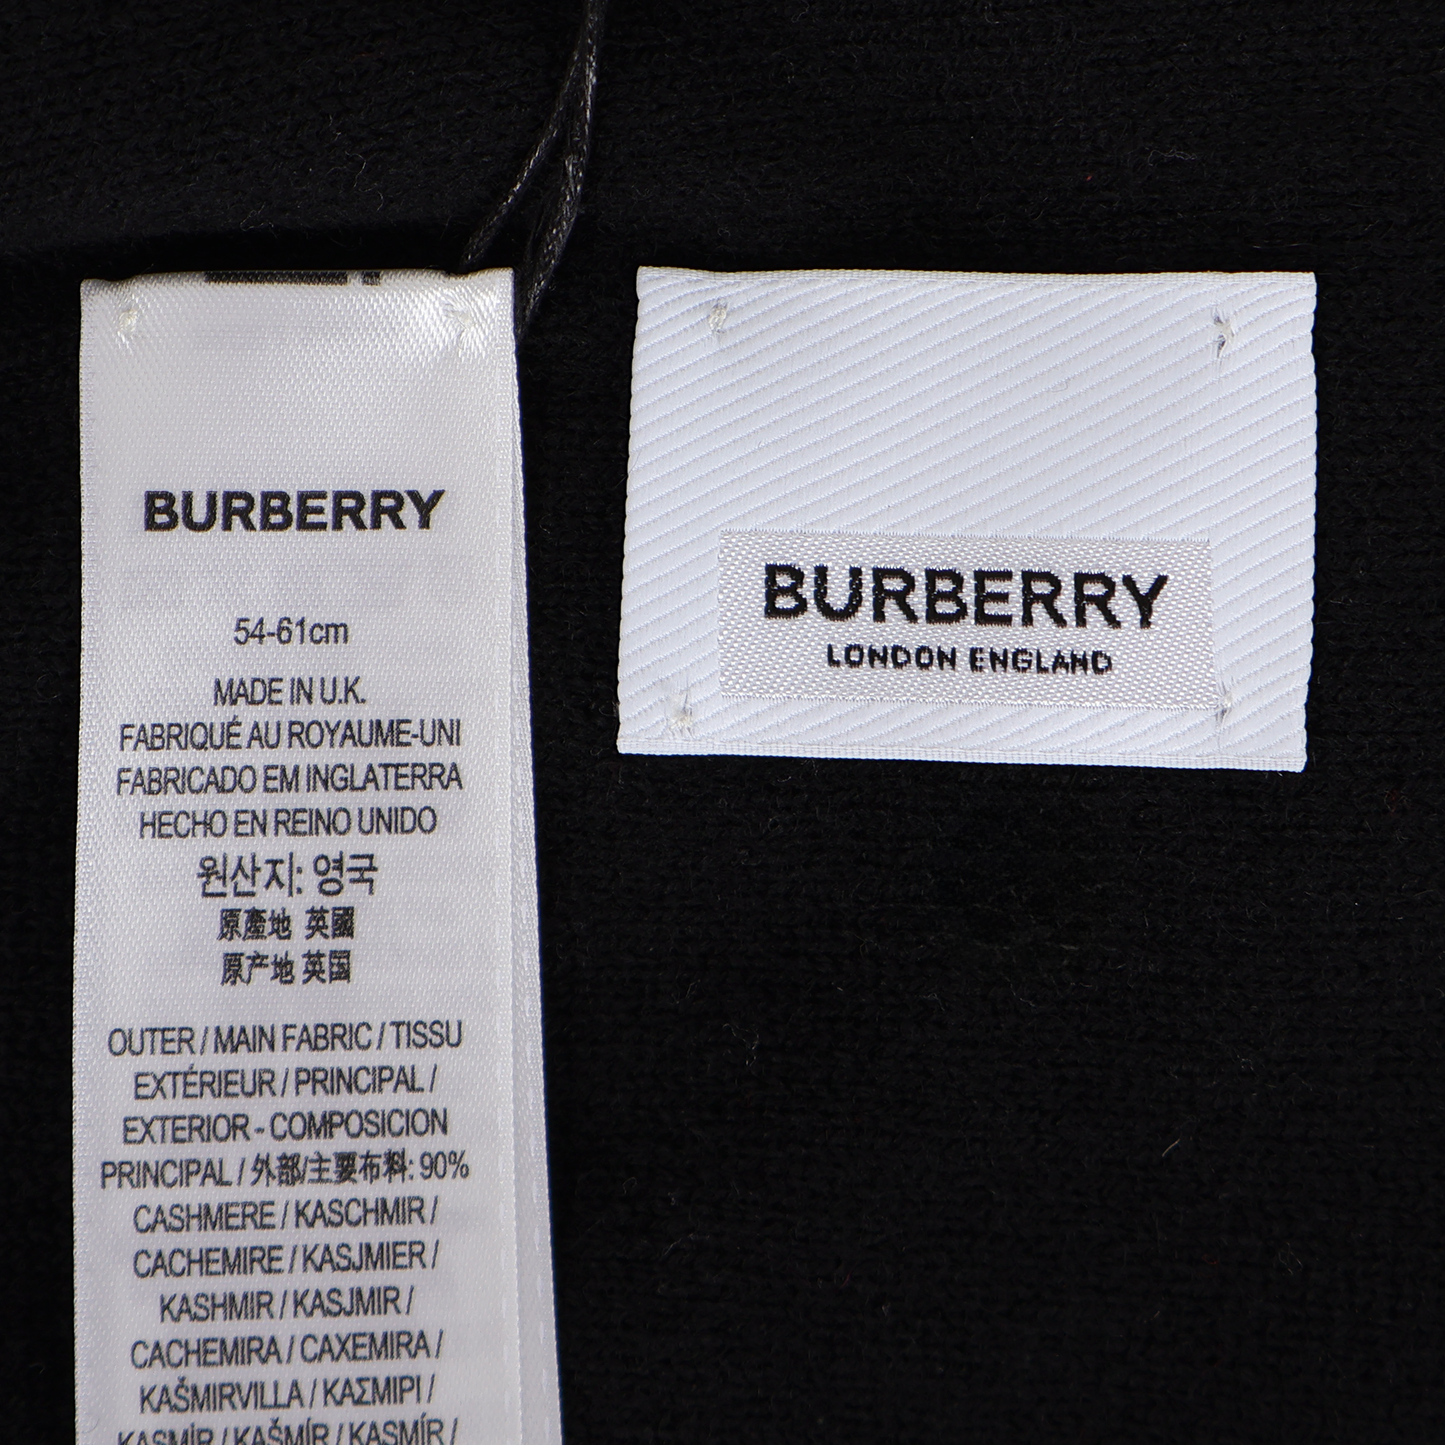 BURBERRY
54-61cm
MADE IN U.K.
FABRIQUÉ AU ROYAUME-UNI
FABRICADO EM INGLATERRA
HECHO EN REINO UNIDO
원산지: 영국
原產地 英國
原产地 英国
OUTER / MAIN FABRIC / TISSU
EXTÉRIEUR / PRINCIPAL /
EXTERIOR - COMPOSICION
PRINCIPAL / 外部/主要布料: 90%
CASHMERE / KASCHMIR /
CACHEMIRE / KASJMIER /
KASHMIR / KASJMIR /
CACHEMIRA / CAXEMIRA /
KAŠMIRVILLA / ΚΑΣΜΙΡΙ /
KASMÍR / KAŠMÍR / KASMÍR /
BURBERRY
LONDON ENGLAND